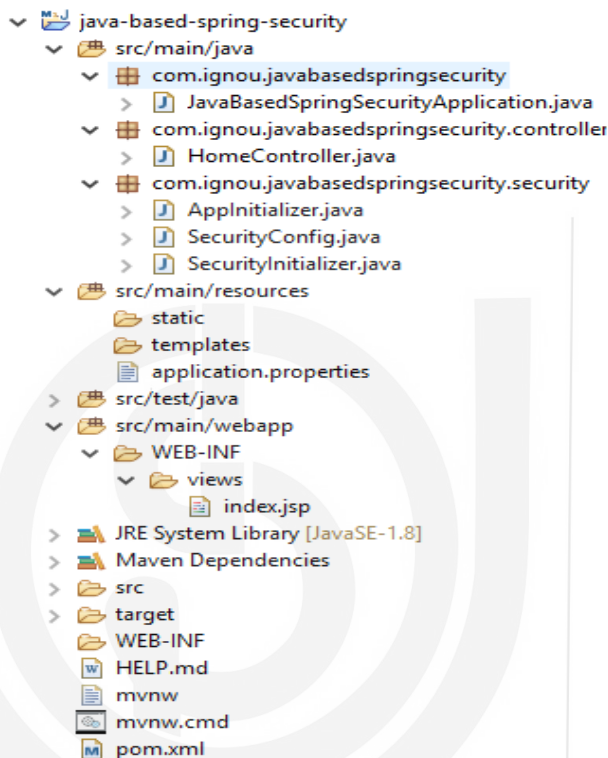 java-based-spring-security
src/main/java
com.ignou.javabasedspringsecurity
JavaBasedSpringSecurityApplication.java
com.ignou.javabasedspringsecurity.controller
HomeController.java
com.ignou.javabasedspringsecurity.security
AppInitializer.java
SecurityConfig.java
SecurityInitializer.java
src/main/resources
static
templates
application.properties
src/test/java
src/main/webapp
WEB-INF
views
index.jsp
JRE System Library [JavaSE-1.8]
Maven Dependencies
src
target
WEB-INF
HELP.md
mvnw
mvnw.cmd
pom.xml